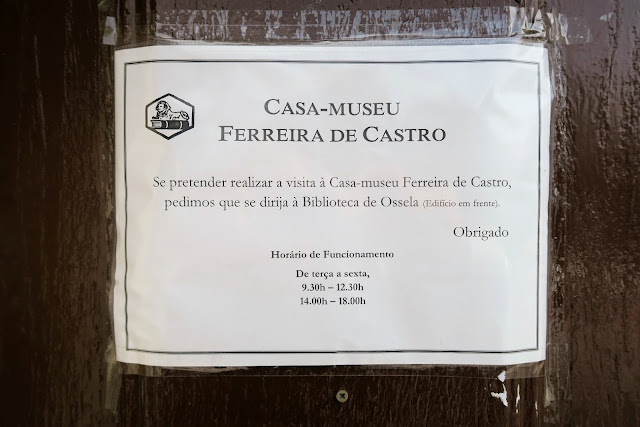 CASA-MUSEU
FERREIRA DE CASTRO
Se pretender realizar a visita à Casa-museu Ferreira de Castro,
pedimos que se dirija à Biblioteca de Ossela (Edifício em frente).
Obrigado
Horário de Funcionamento
De terça a sexta,
9.30h – 12.30h
14.00h – 18.00h